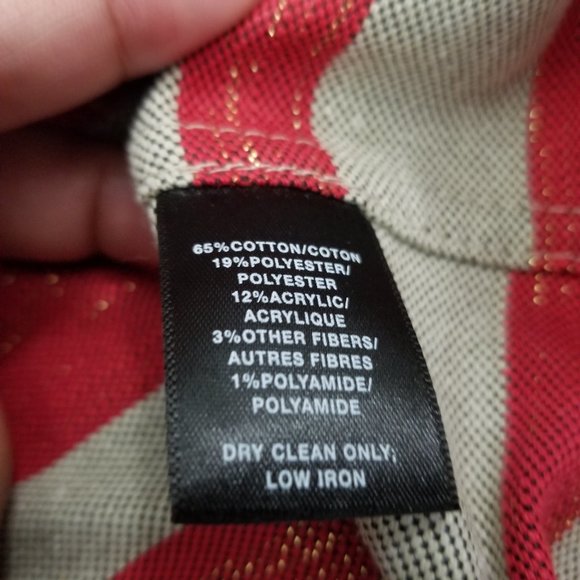 65%COTTON/COTON
19%POLYESTER/
POLYESTER
12%ACRYLIC/
ACRYLIQUE
3%OTHER FIBERS/
AUTRES FIBRES
1%POLYAMIDE/
POLYAMIDE
DRY CLEAN ONLY;
LOW IRON